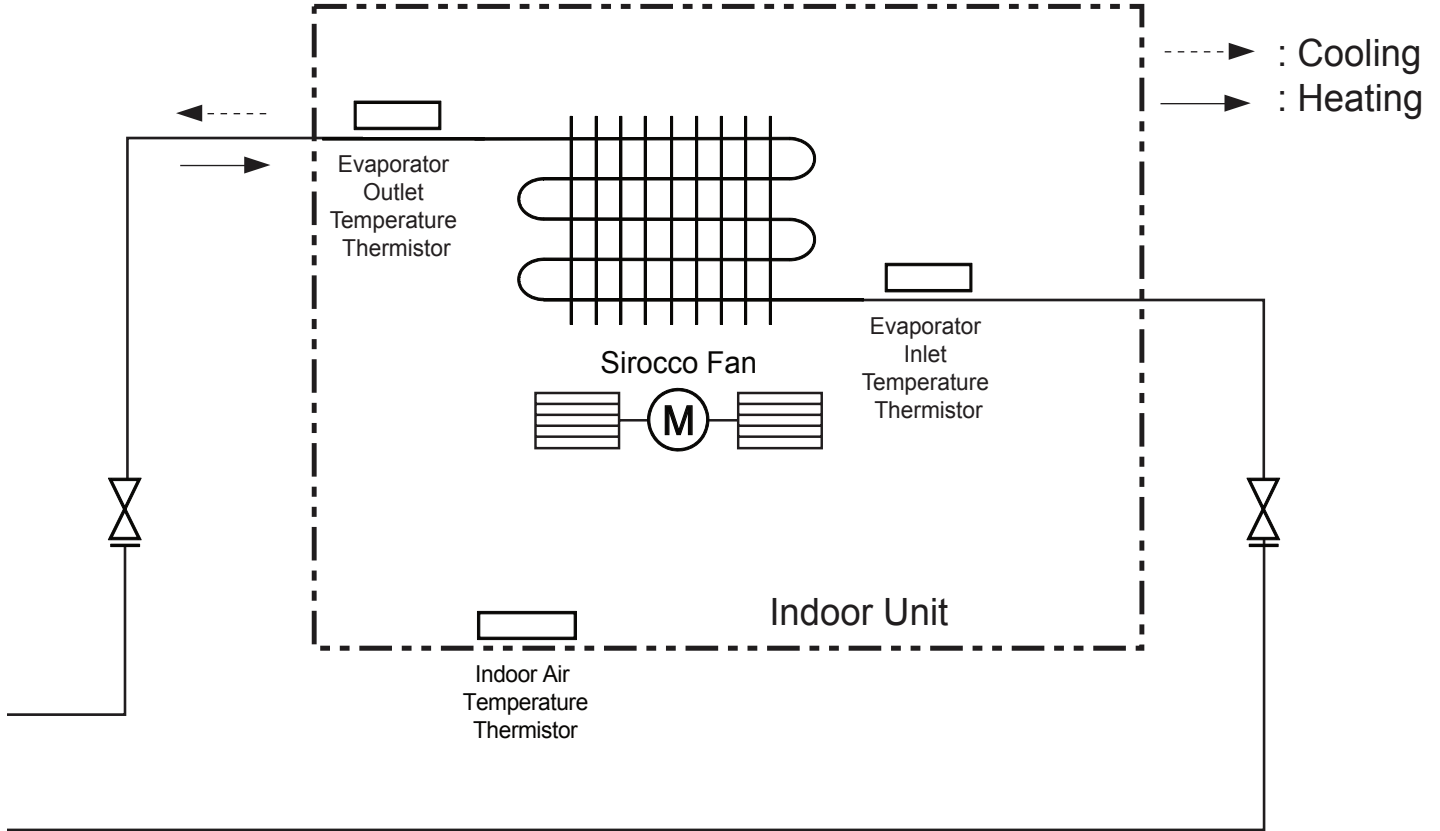 : Cooling
: Heating
Evaporator
Outlet
Temperature
Thermistor
Evaporator
Inlet
Temperature
Thermistor
Sirocco Fan
M
Indoor Unit
Indoor Air
Temperature
Thermistor